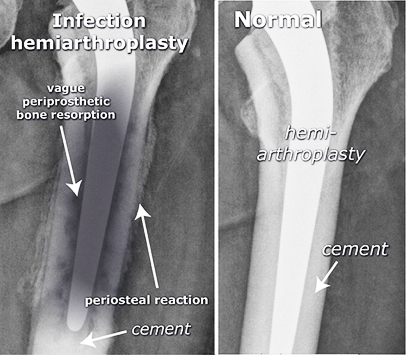 Infection
hemiarthroplasty
vague
periprosthetic
bone resorption
periosteal reaction
cement
Normal
hemi-
arthroplasty
cement